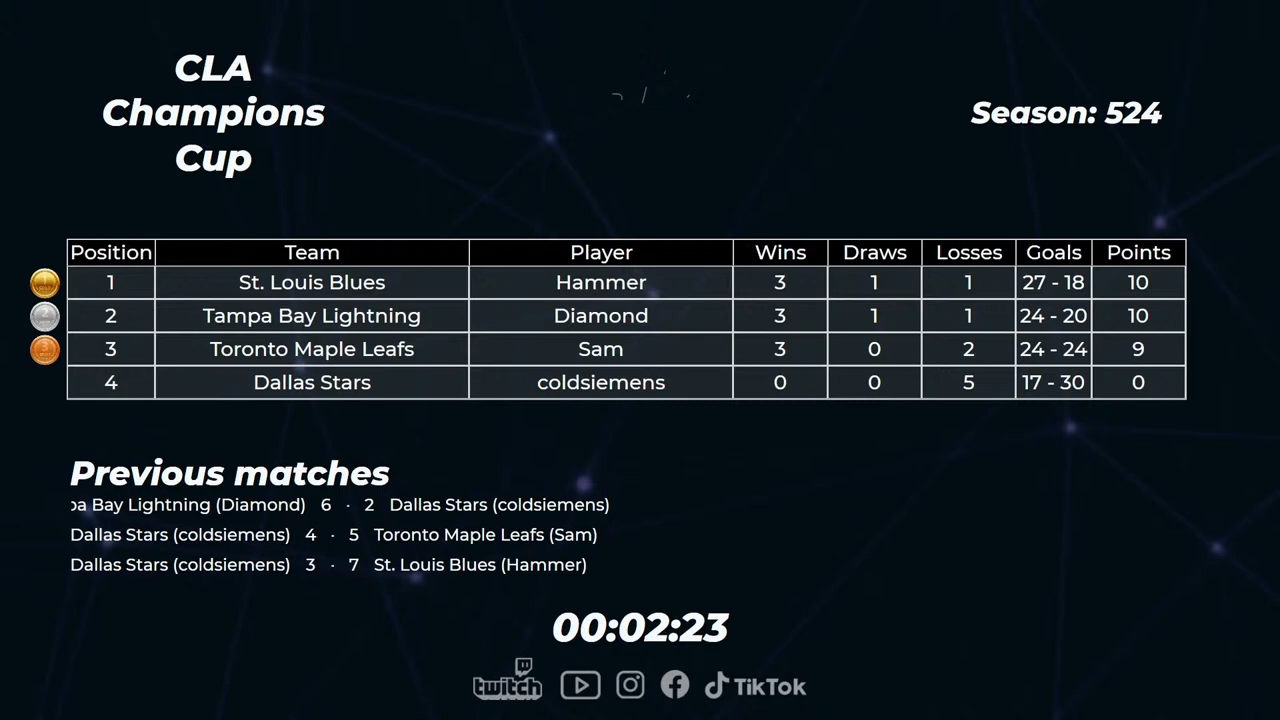 CLA
Champions
Cup
Season: 524
Position Team Player Wins Draws Losses Goals Points
1 St. Louis Blues Hammer 3 1 1 27 - 18 10
2 Tampa Bay Lightning Diamond 3 1 1 24 - 20 10
3 Toronto Maple Leafs Sam 3 0 2 24 - 24 9
4 Dallas Stars coldsiemens 0 0 5 17 - 30 0
Previous matches
Bay Lightning (Diamond) 6 · 2 Dallas Stars (coldsiemens)
Dallas Stars (coldsiemens) 4 · 5 Toronto Maple Leafs (Sam)
Dallas Stars (coldsiemens) 3 · 7 St. Louis Blues (Hammer)
00:02:23
twitch TikTok